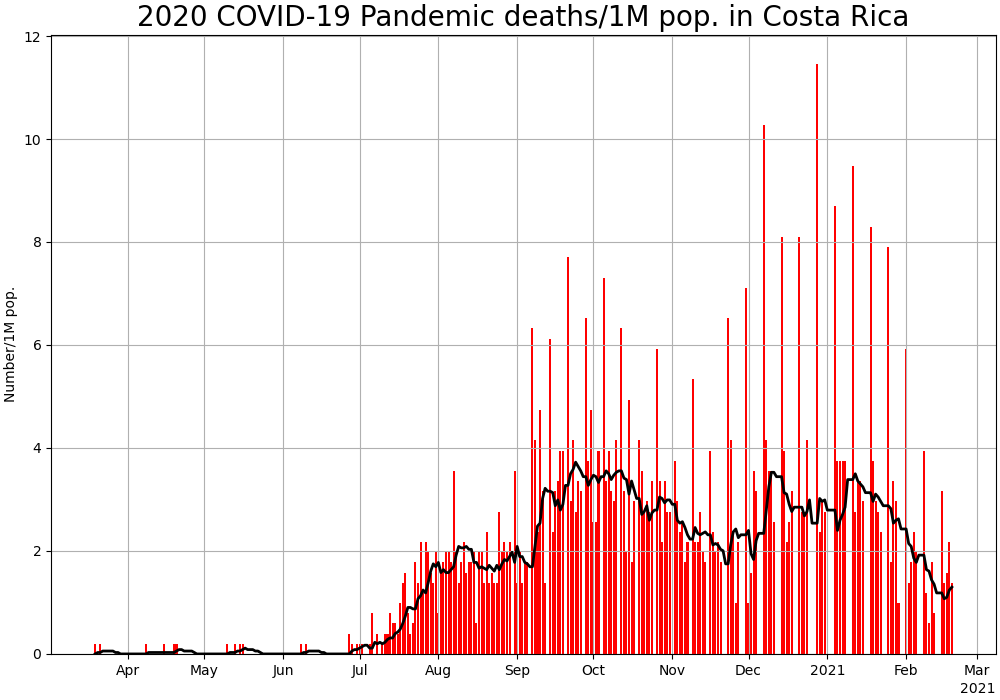 2020 COVID-19 Pandemic deaths/1M pop. in Costa Rica
Number/1M pop.
12
10
8
6
4
2
0
Apr May Jun Jul Aug Sep Oct Nov Dec 2021 Feb Mar
2021